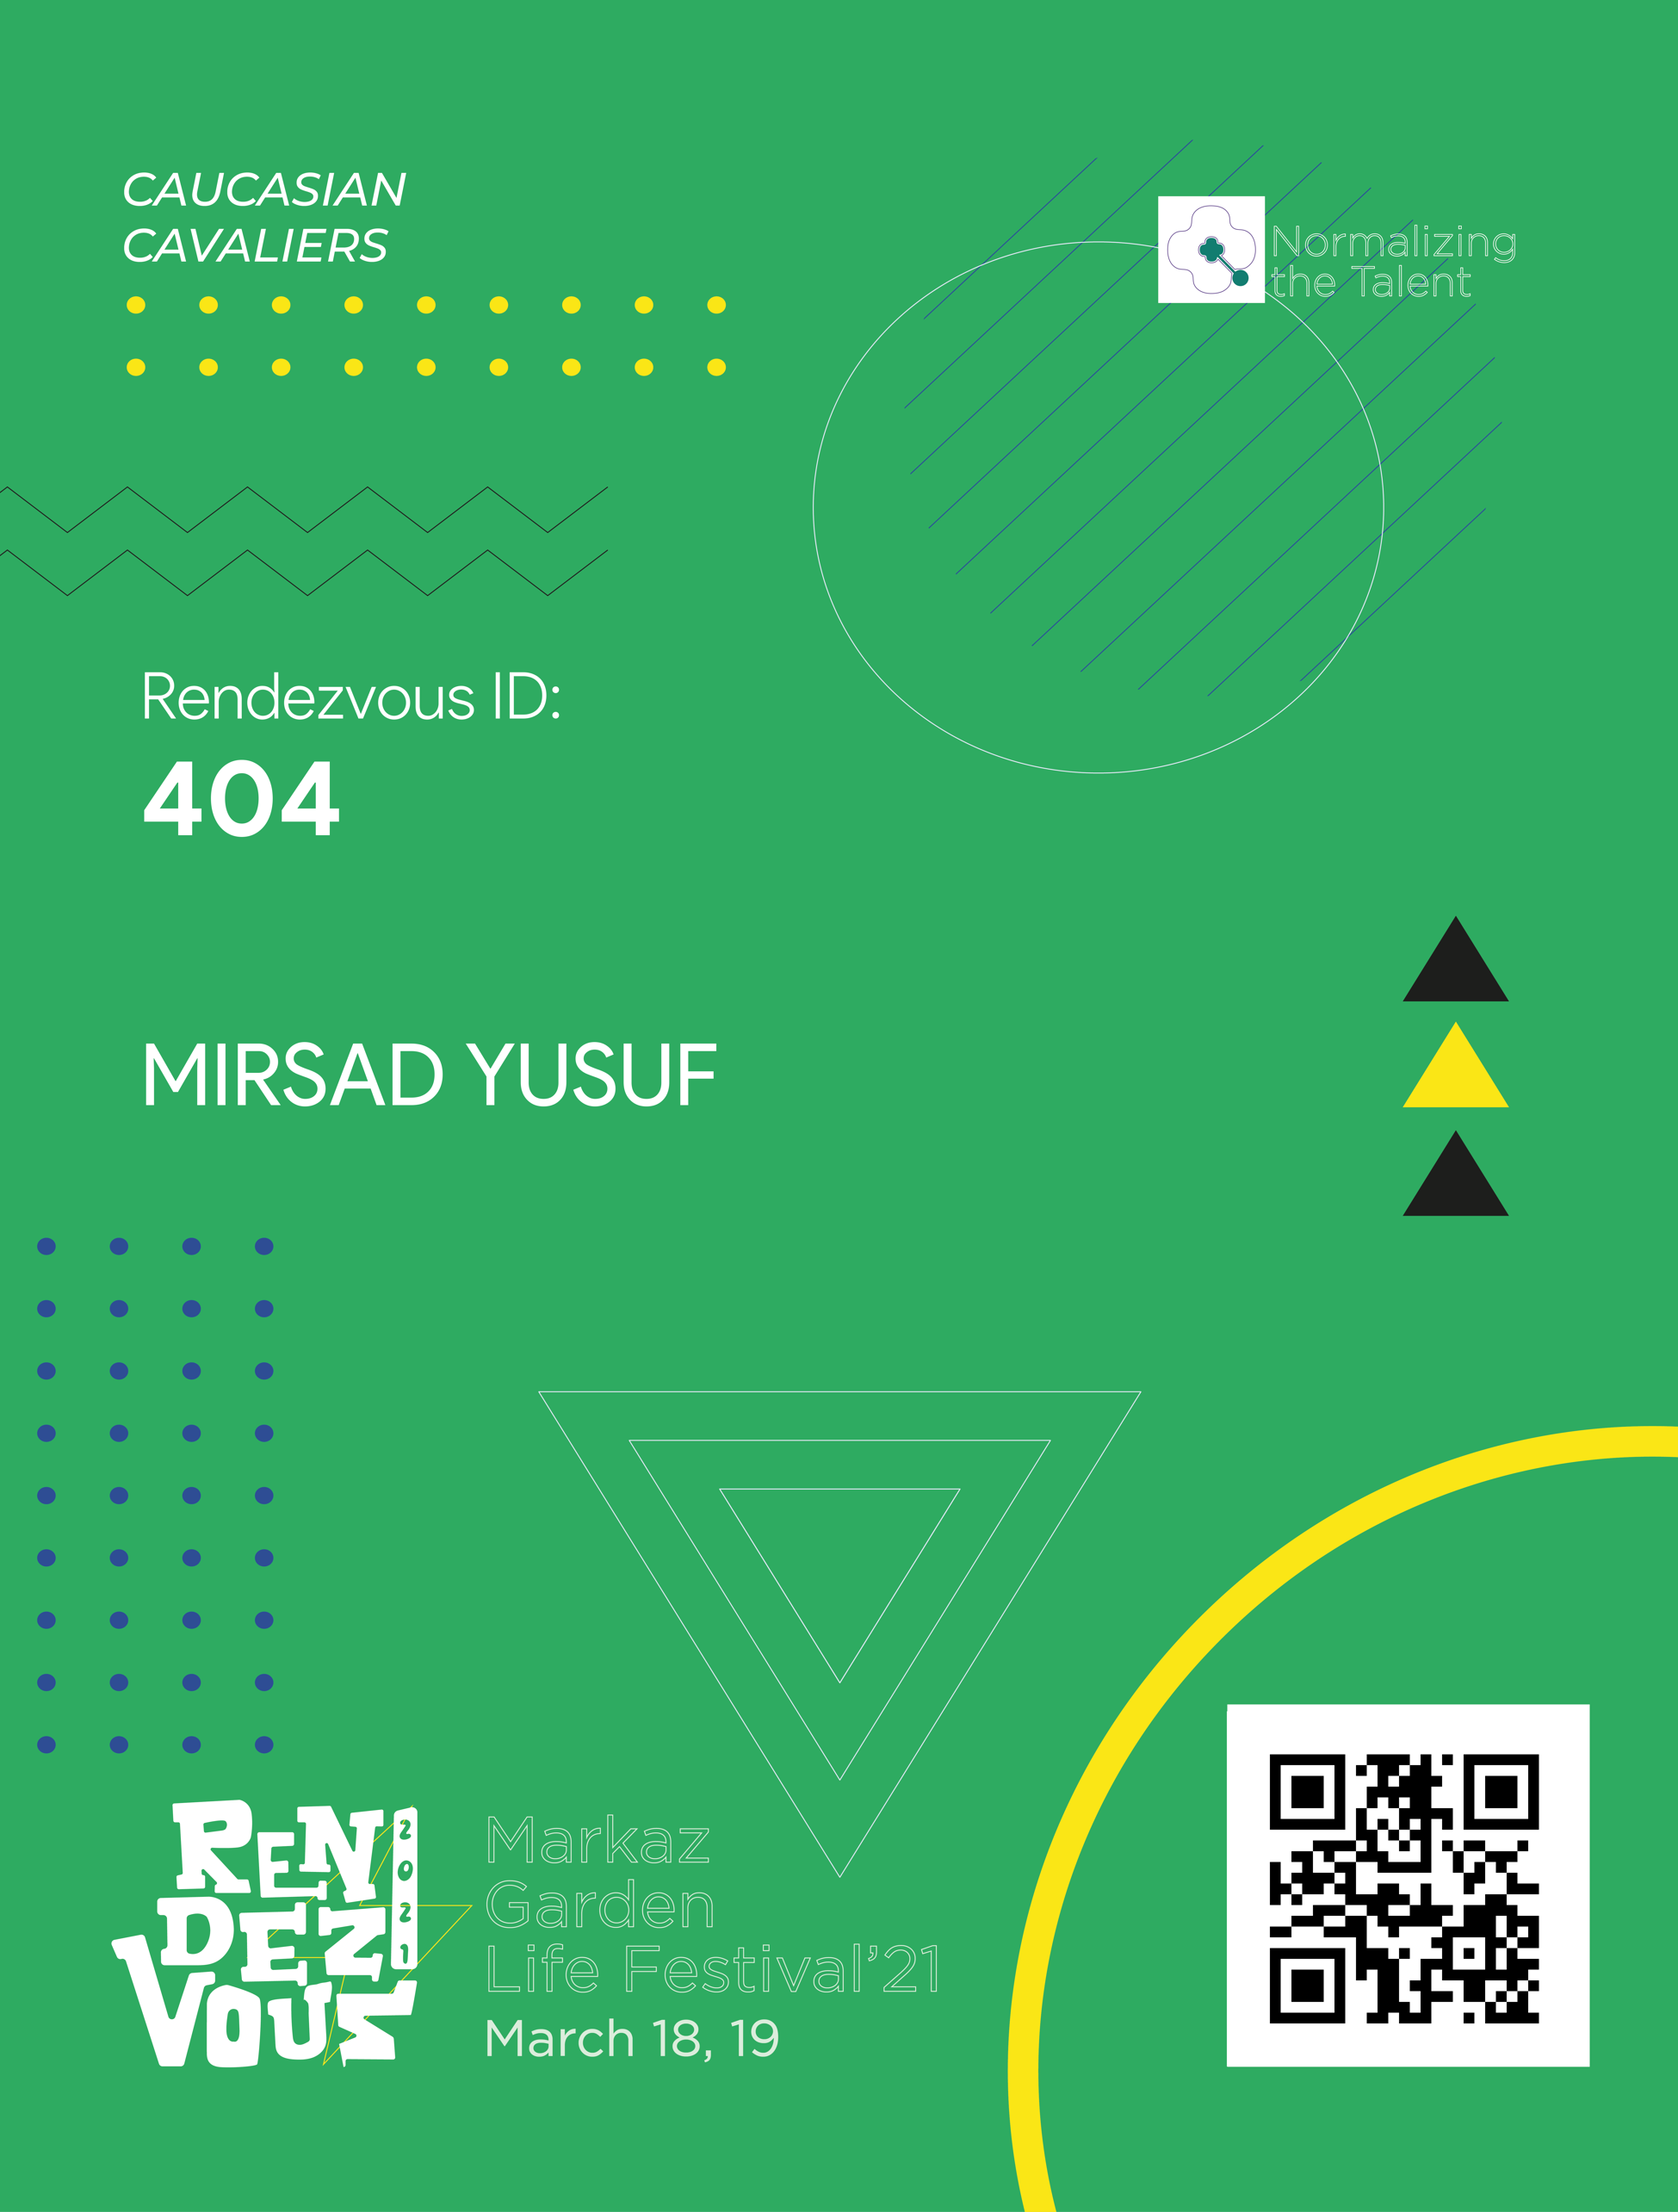 CAUCASIAN
CAVALIERS
Normalizing
the Talent
Rendezvous ID:
404
MIRSAD YUSUF
REN
DEZI
VOUS
2021
Markaz
Garden
Life Festival'21
March 18, 19